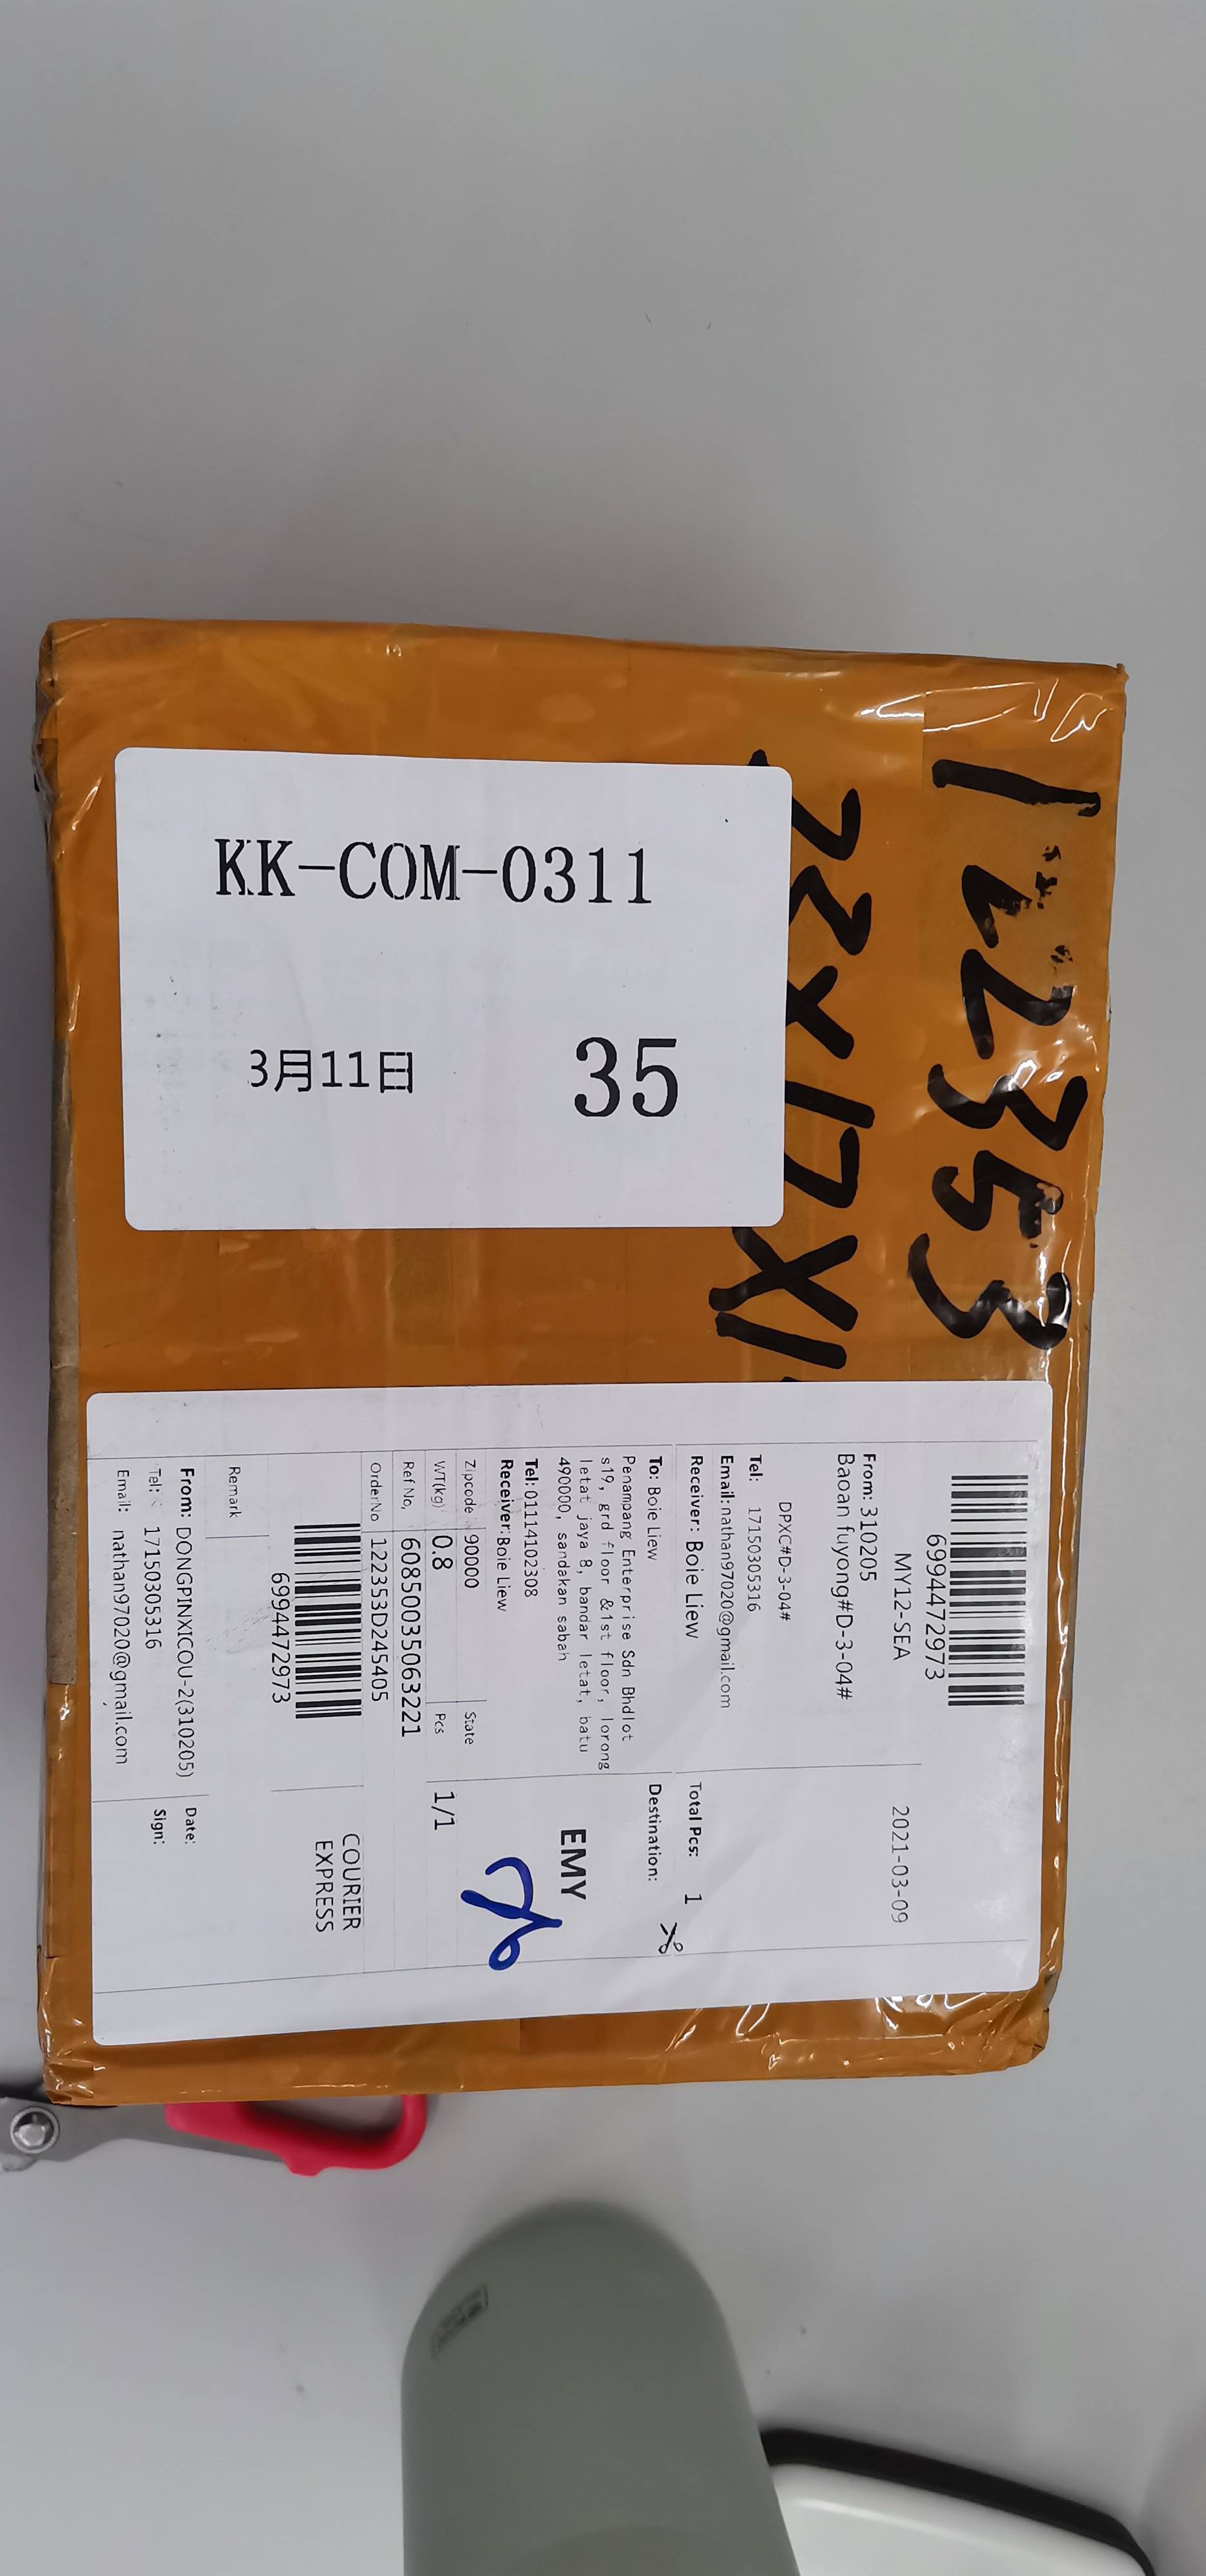 KK-COM-0311
3月11日 35
122353
6994472973
MY12-SEA 2021-03-09
From: 310205
Baoan fuyong#D-3-04#
DPXC#D-3-04#
Tel: 17150305316
Email: nathan97020@gmail.com
Receiver: Boie Liew Total Pcs: 1
To: Boie Liew Destination:
Penampang Enterprise Sdn Bhdlot
s19, grd floor &1st floor, lorong
letat jaya 8, bandar letat, batu
490000, sandakan sabah
EMY
Tel:01114102308
Receiver:Boie Liew
Zipcode 90000 State
WT(kg) 0.8 Pcs 1/1
Ref No, 60850035063221
OrderNo 122353D245405
6994472973
COURIER
EXPRESS
Remark
From: DONGPINXICOU-2(310205) Date:
Tel: 17150305316 Sign:
Email: nathan97020@gmail.com